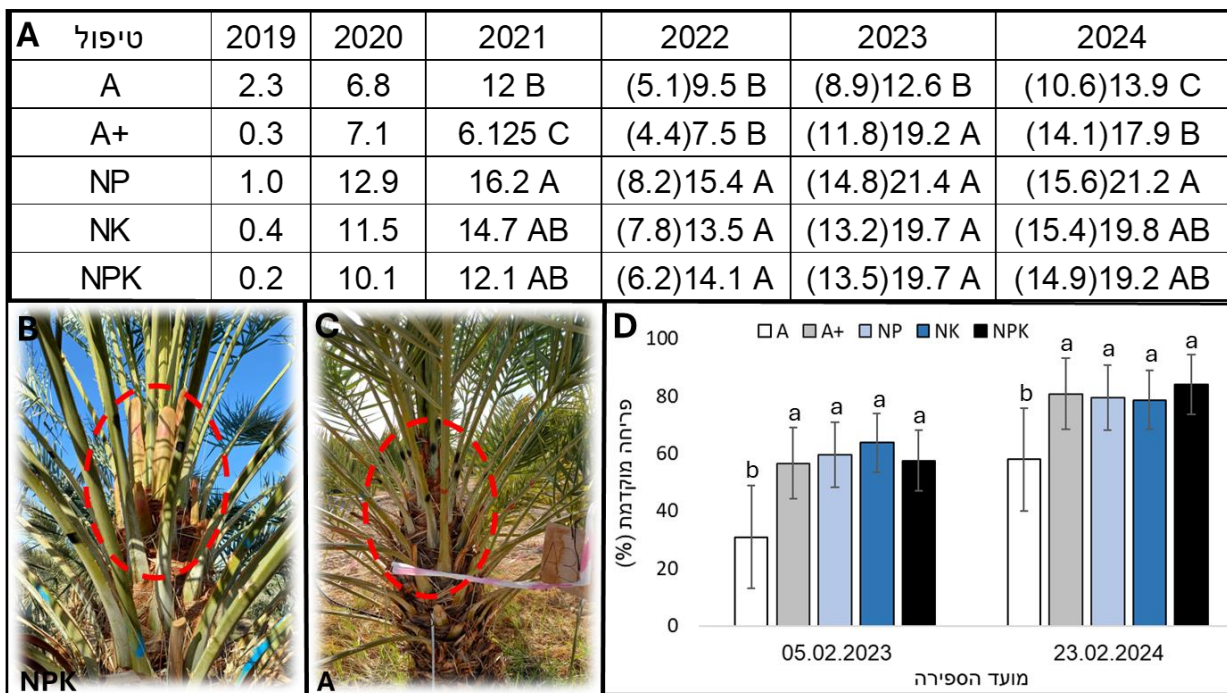 A
טיפול 2019 2020 2021 2022 2023 2024
A 2.3 6.8 12 B (5.1)9.5 B (8.9)12.6 B (10.6)13.9 C
A+ 0.3 7.1 6.125 C (4.4)7.5 B (11.8)19.2 A (14.1)17.9 B
NP 1.0 12.9 16.2 A (8.2)15.4 A (14.8)21.4 A (15.6)21.2 A
NK 0.4 11.5 14.7 AB (7.8)13.5 A (13.2)19.7 A (15.4)19.8 AB
NPK 0.2 10.1 12.1 AB (6.2)14.1 A (13.5)19.7 A (14.9)19.2 AB
B
NPK
C
A
D
A A+ NP NK NPK
פריחה מוקדמת (%)
100
80
60
40
20
0
b a a a a
b a a a a
05.02.2023 23.02.2024
מועד הספירה